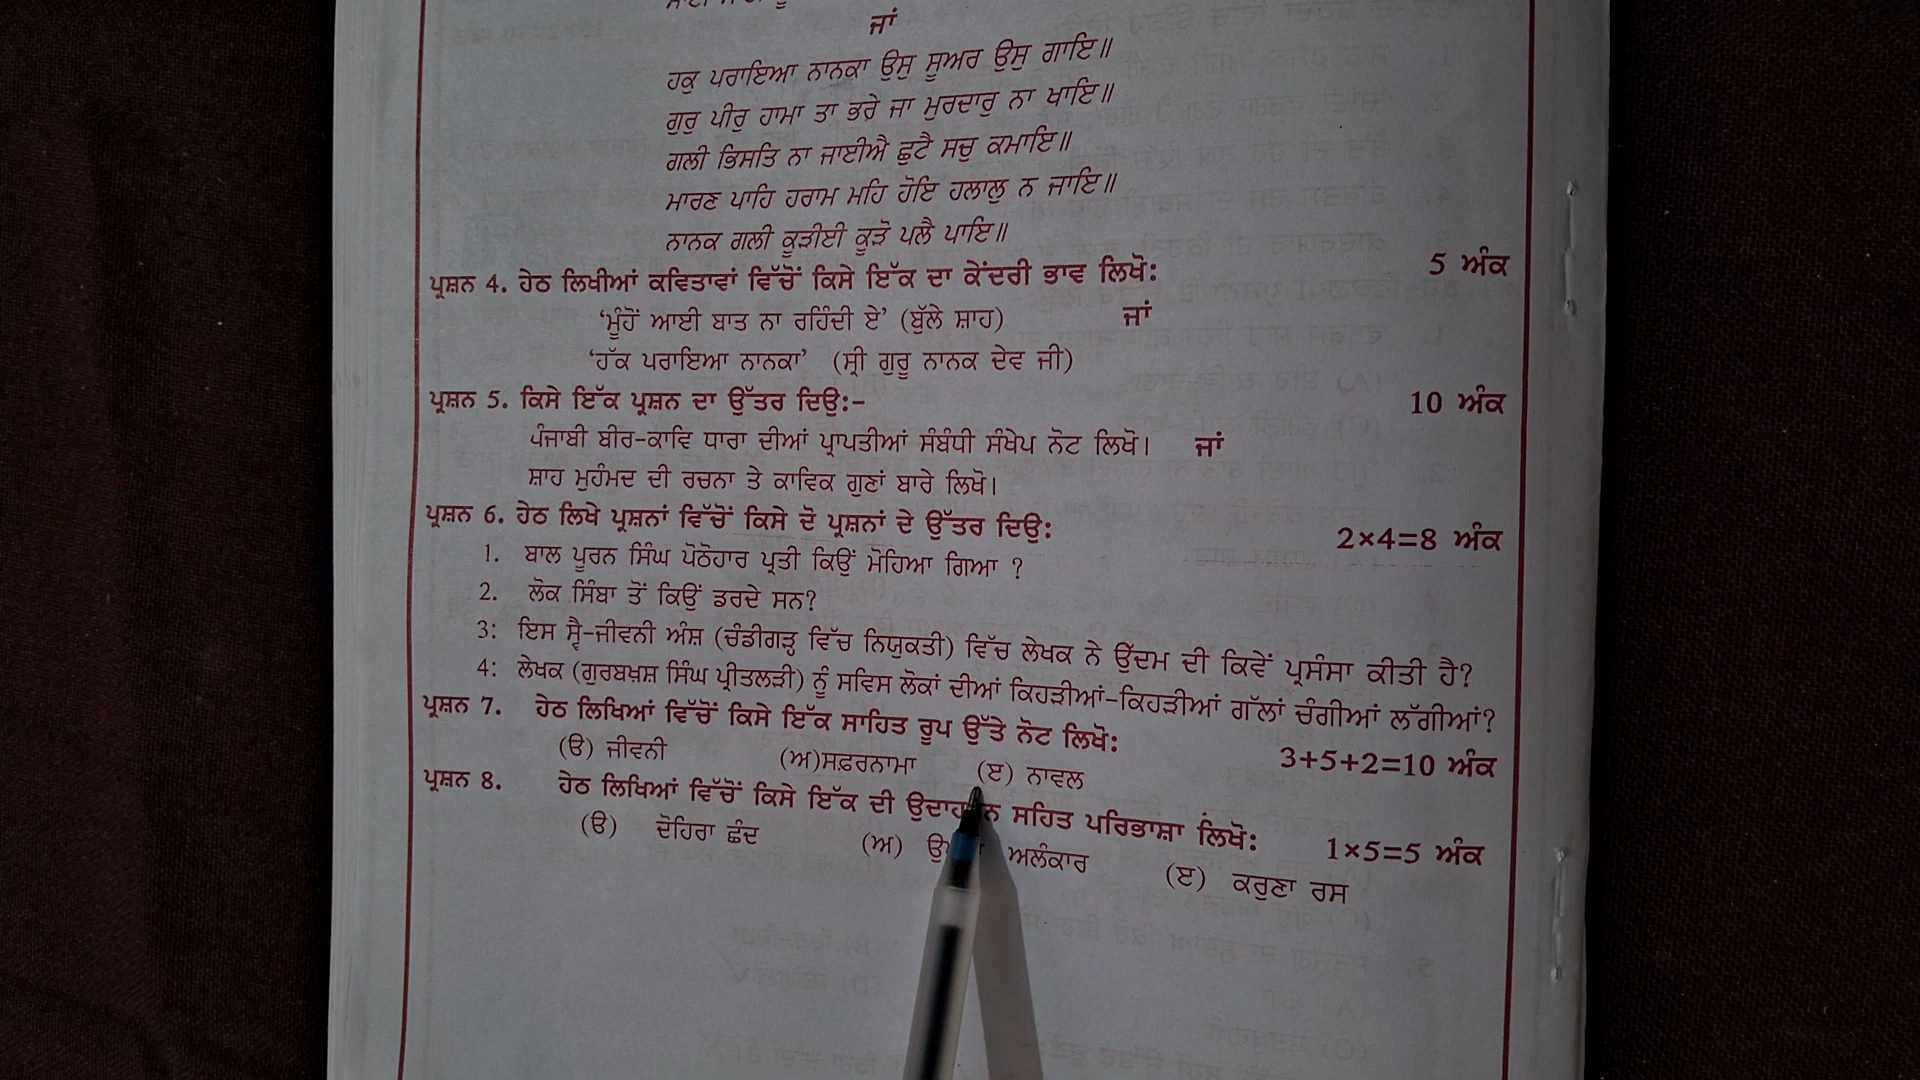 ਜਾਂ
ਹਕੁ ਪਰਾਇਆ ਨਾਨਕਾ ਉਸੁ ਸੂਅਰ ਉਸੁ ਗਾਇ॥
ਗੁਰੁ ਪੀਰੁ ਹਾਮਾ ਤਾ ਭਰੇ ਜਾ ਮੁਰਦਾਰੁ ਨਾ ਖਾਇ॥
ਗਲੀ ਭਿਸਤਿ ਨਾ ਜਾਈਐ ਛੁਟੈ ਸਚੁ ਕਮਾਇ॥
ਮਾਰਣ ਪਾਹਿ ਹਰਾਮ ਮਹਿ ਹੋਇ ਹਲਾਲੁ ਨ ਜਾਇ॥
ਨਾਨਕ ਗਲੀ ਕੂੜੀਈ ਕੂੜੋ ਪਲੈ ਪਾਇ॥
ਪ੍ਰਸ਼ਨ 4. ਹੇਠ ਲਿਖੀਆਂ ਕਵਿਤਾਵਾਂ ਵਿੱਚੋਂ ਕਿਸੇ ਇੱਕ ਦਾ ਕੇਂਦਰੀ ਭਾਵ ਲਿਖੋ: 5 ਅੰਕ
‘ਮੂੰਹੋਂ ਆਈ ਬਾਤ ਨਾ ਰਹਿੰਦੀ ਏ’ (ਬੁੱਲੇ ਸ਼ਾਹ) ਜਾਂ
‘ਹੱਕ ਪਰਾਇਆ ਨਾਨਕਾ’ (ਸ੍ਰੀ ਗੁਰੂ ਨਾਨਕ ਦੇਵ ਜੀ)
ਪ੍ਰਸ਼ਨ 5. ਕਿਸੇ ਇੱਕ ਪ੍ਰਸ਼ਨ ਦਾ ਉੱਤਰ ਦਿਉ:- 10 ਅੰਕ
ਪੰਜਾਬੀ ਬੀਰ-ਕਾਵਿ ਧਾਰਾ ਦੀਆਂ ਪ੍ਰਾਪਤੀਆਂ ਸੰਬੰਧੀ ਸੰਖੇਪ ਨੋਟ ਲਿਖੋ। ਜਾਂ
ਸ਼ਾਹ ਮੁਹੰਮਦ ਦੀ ਰਚਨਾ ਤੇ ਕਾਵਿਕ ਗੁਣਾਂ ਬਾਰੇ ਲਿਖੋ।
ਪ੍ਰਸ਼ਨ 6. ਹੇਠ ਲਿਖੇ ਪ੍ਰਸ਼ਨਾਂ ਵਿੱਚੋਂ ਕਿਸੇ ਦੋ ਪ੍ਰਸ਼ਨਾਂ ਦੇ ਉੱਤਰ ਦਿਉ: 2×4=8 ਅੰਕ
1. ਬਾਲ ਪੂਰਨ ਸਿੰਘ ਪੋਠੋਹਾਰ ਪ੍ਰਤੀ ਕਿਉਂ ਮੋਹਿਆ ਗਿਆ ?
2. ਲੋਕ ਸਿੰਬਾ ਤੋਂ ਕਿਉਂ ਡਰਦੇ ਸਨ?
3: ਇਸ ਸ੍ਵੈ-ਜੀਵਨੀ ਅੰਸ਼ (ਚੰਡੀਗੜ੍ਹ ਵਿੱਚ ਨਿਯੁਕਤੀ) ਵਿੱਚ ਲੇਖਕ ਨੇ ਉੱਦਮ ਦੀ ਕਿਵੇਂ ਪ੍ਰਸੰਸਾ ਕੀਤੀ ਹੈ?
4: ਲੇਖਕ (ਗੁਰਬਖ਼ਸ਼ ਸਿੰਘ ਪ੍ਰੀਤਲੜੀ) ਨੂੰ ਸਵਿਸ ਲੋਕਾਂ ਦੀਆਂ ਕਿਹੜੀਆਂ-ਕਿਹੜੀਆਂ ਗੱਲਾਂ ਚੰਗੀਆਂ ਲੱਗੀਆਂ?
ਪ੍ਰਸ਼ਨ 7. ਹੇਠ ਲਿਖਿਆਂ ਵਿੱਚੋਂ ਕਿਸੇ ਇੱਕ ਸਾਹਿਤ ਰੂਪ ਉੱਤੇ ਨੋਟ ਲਿਖੋ: 3+5+2=10 ਅੰਕ
(ੳ) ਜੀਵਨੀ (ਅ)ਸਫ਼ਰਨਾਮਾ (ੲ) ਨਾਵਲ
ਪ੍ਰਸ਼ਨ 8. ਹੇਠ ਲਿਖਿਆਂ ਵਿੱਚੋਂ ਕਿਸੇ ਇੱਕ ਦੀ ਸਹਿਤ ਪਰਿਭਾਸ਼ਾ ਲਿਖੋ: 1×5=5 ਅੰਕ
(ੳ) ਦੋਹਿਰਾ ਛੰਦ (ਅ) ਅਲੰਕਾਰ (ੲ) ਕਰੁਣਾ ਰਸ